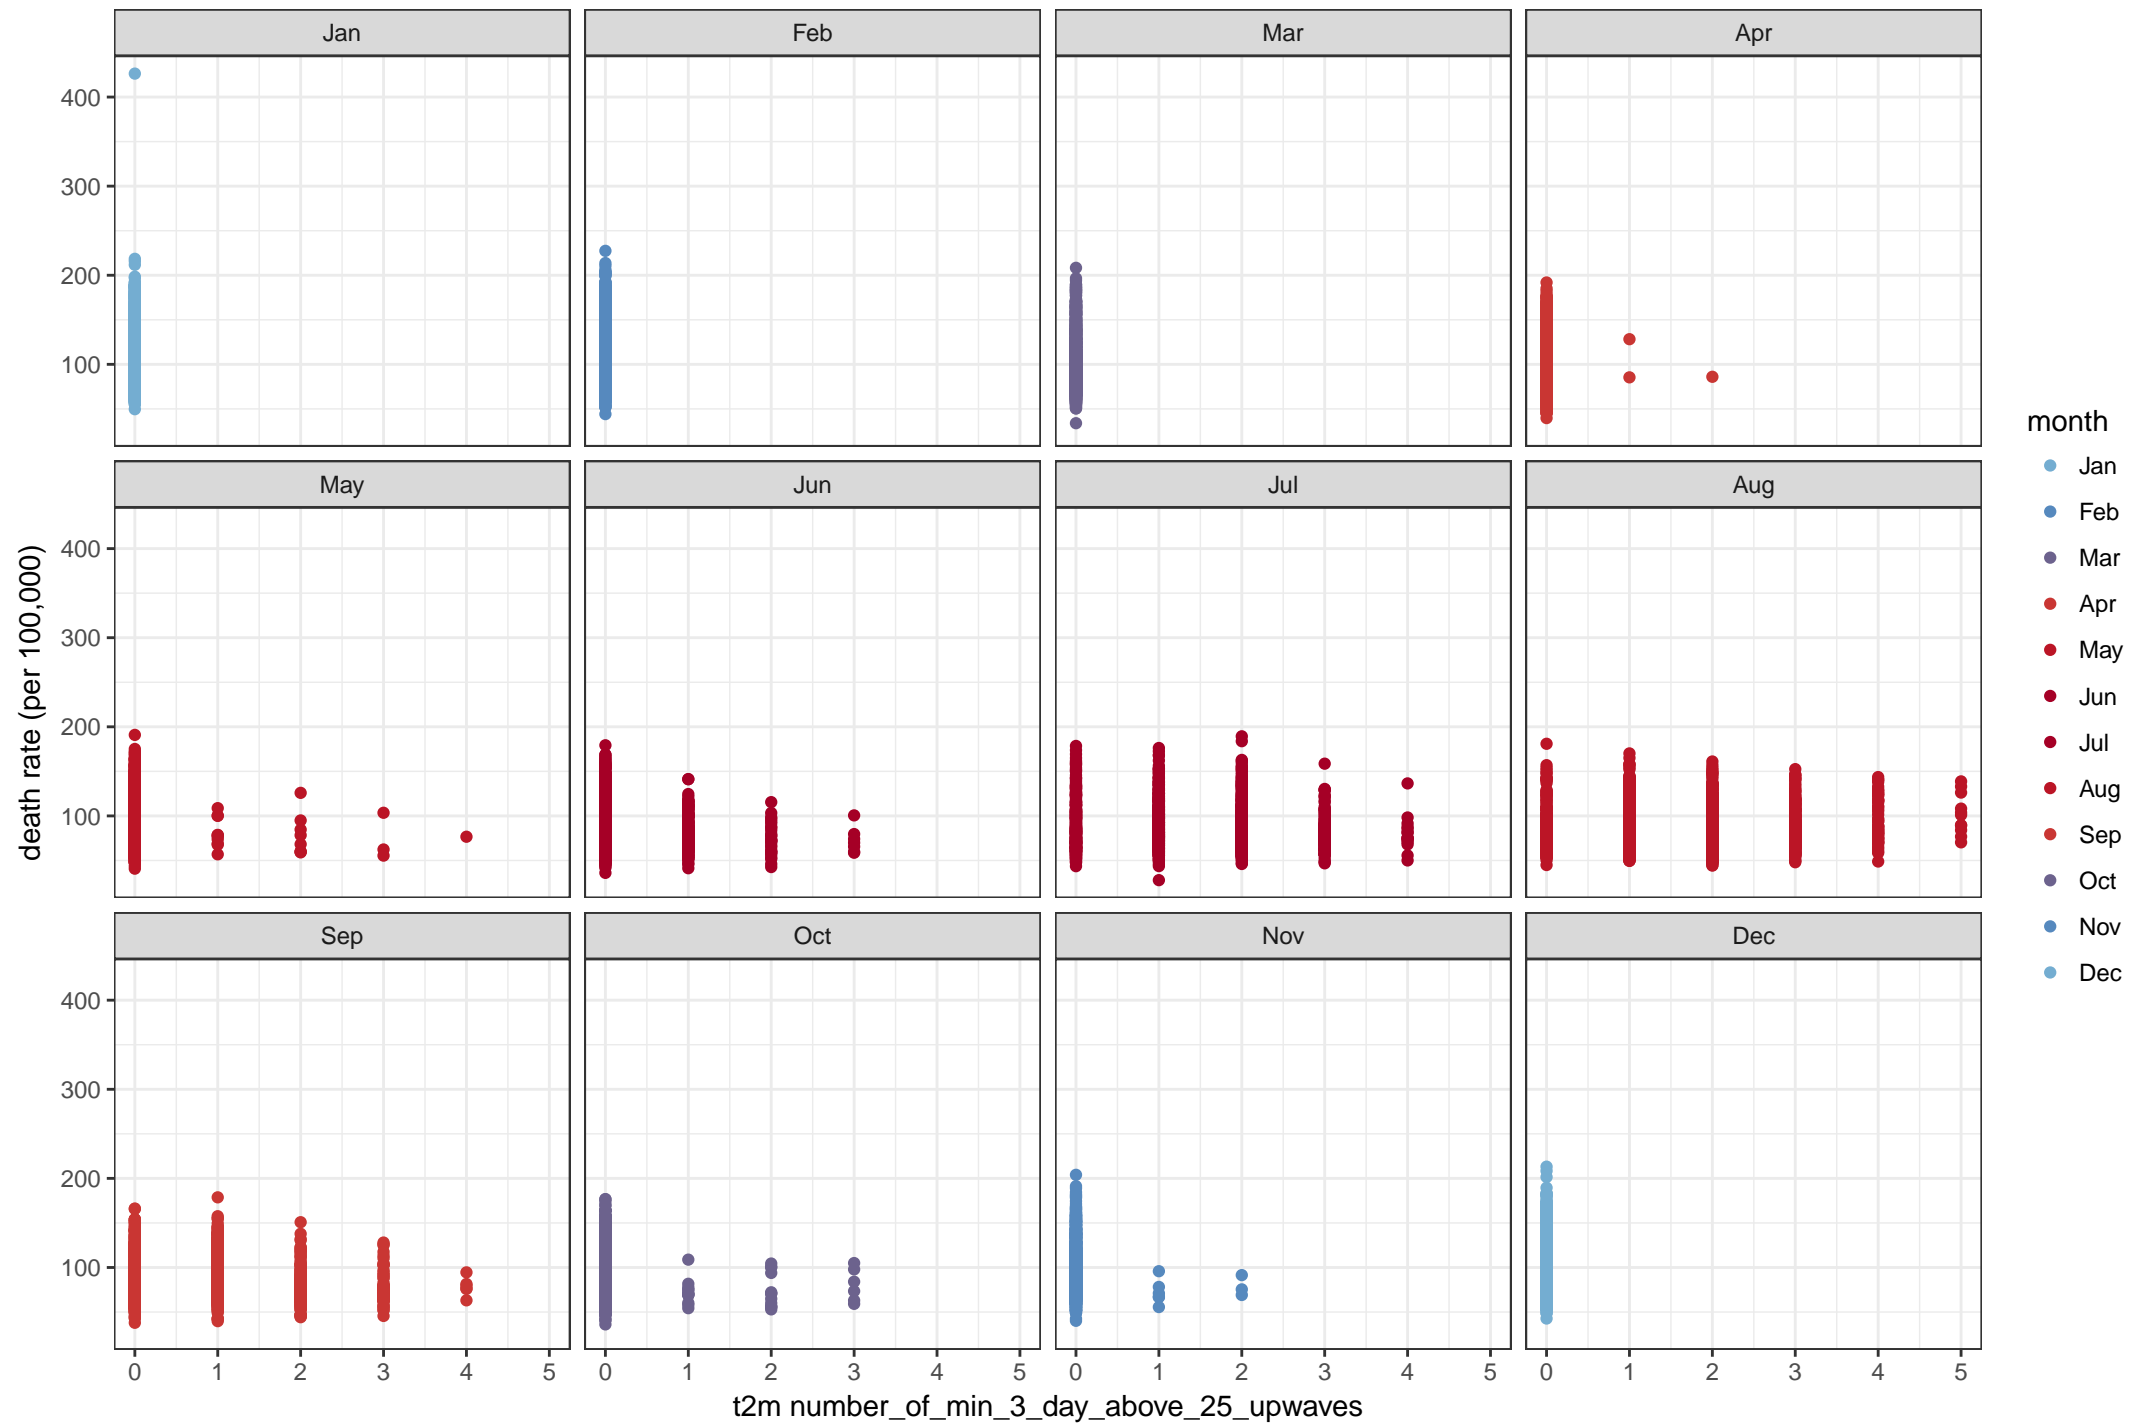 Jan Feb Mar Apr
400
300
200
100
May Jun Jul Aug
400
300
200
100
Sep Oct Nov Dec
400
300
200
100
0 1 2 3 4 5 0 1 2 3 4 5 0 1 2 3 4 5 0 1 2 3 4 5
t2m number_of_min_3_day_above_25_upwaves
death rate (per 100,000)
month
Jan
Feb
Mar
Apr
May
Jun
Jul
Aug
Sep
Oct
Nov
Dec